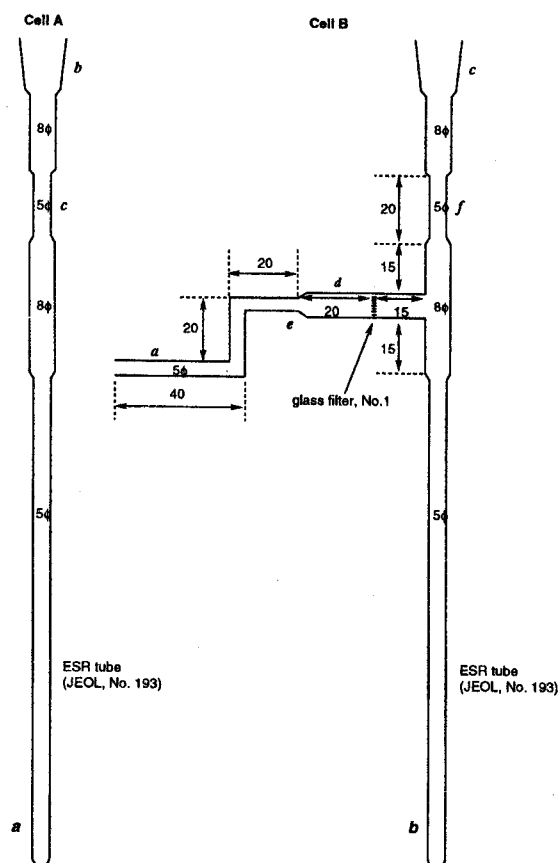 Cell A
Cell B
b
c
8ϕ
8ϕ
5ϕ
c
20
5ϕ
f
20
15
d
8ϕ
20
e
20
15
8ϕ
a
5ϕ
15
40
glass filter, No.1
5ϕ
5ϕ
ESR tube
(JEOL, No. 193)
ESR tube
(JEOL, No. 193)
a
b